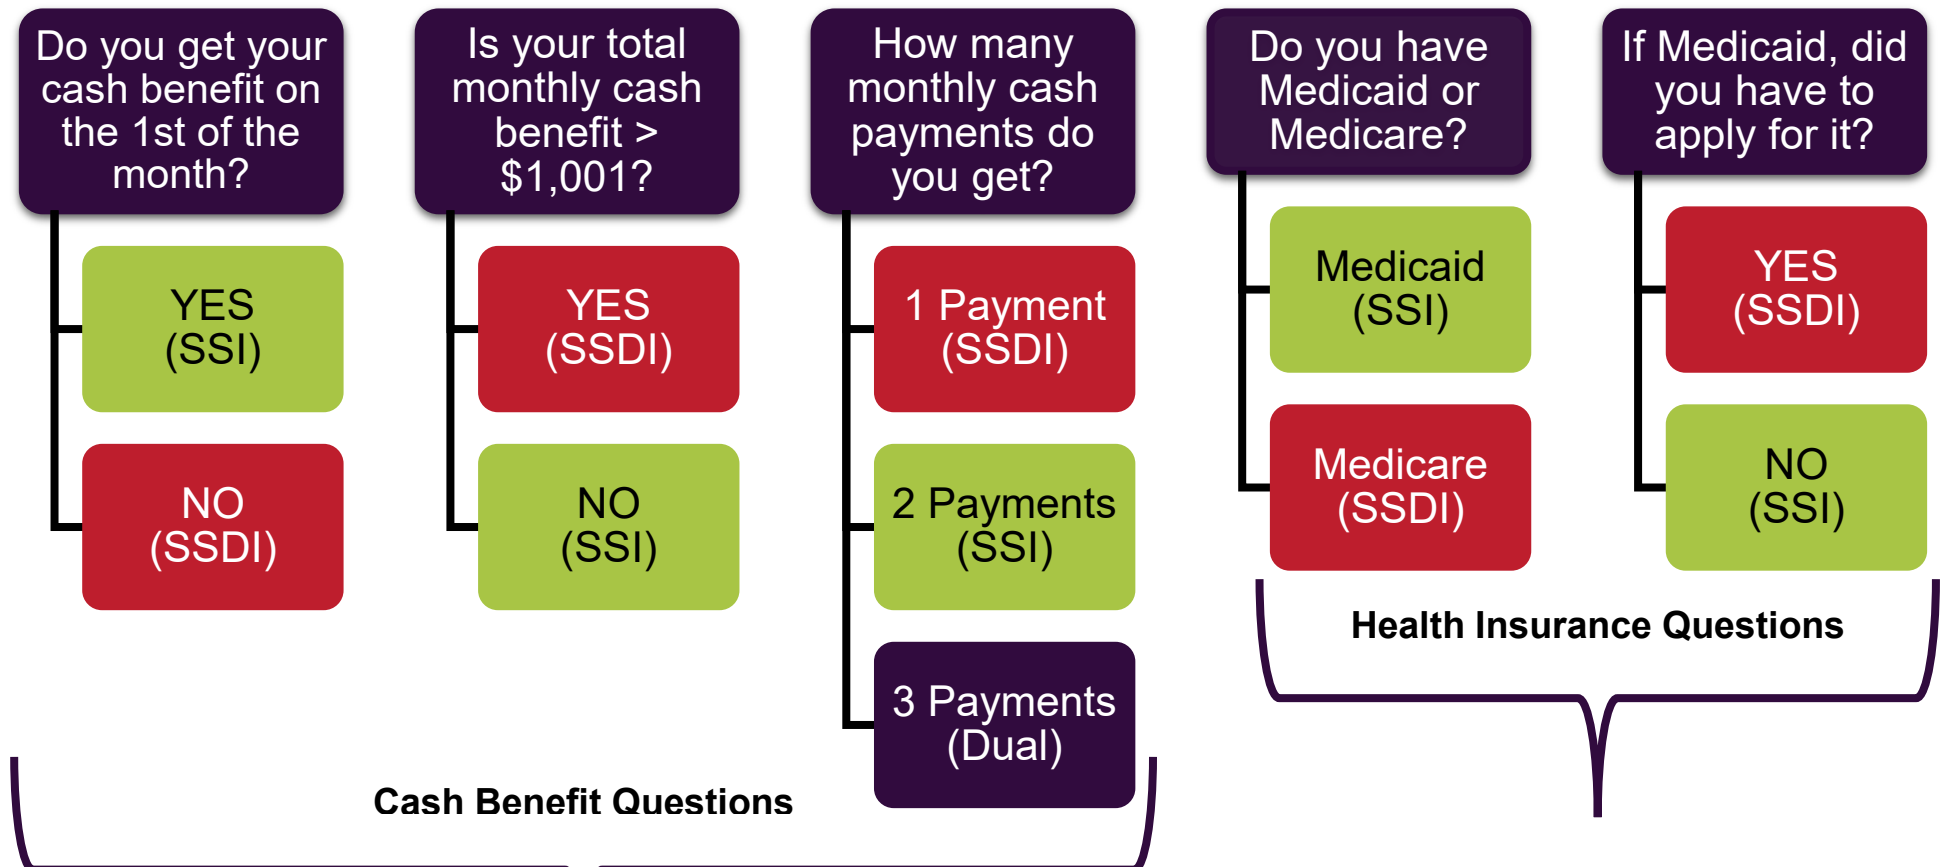 Do you get your
cash benefit on
the 1st of the
month?
YES
(SSI)
NO
(SSDI)
Is your total
monthly cash
benefit >
$1,001?
YES
(SSDI)
NO
(SSI)
How many
monthly cash
payments do
you get?
1 Payment
(SSDI)
2 Payments
(SSI)
3 Payments
(Dual)
Cash Benefit Questions
Do you have
Medicaid or
Medicare?
Medicaid
(SSI)
Medicare
(SSDI)
If Medicaid, did
you have to
apply for it?
YES
(SSDI)
NO
(SSI)
Health Insurance Questions